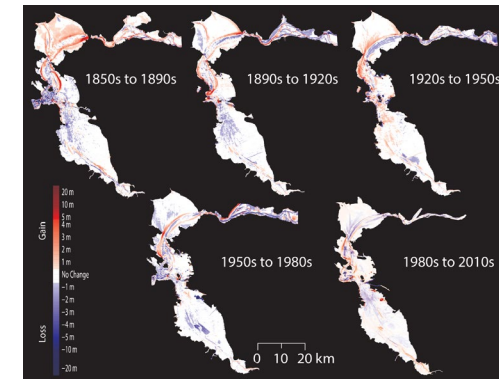 1850s to 1890s
1890s to 1920s
1920s to 1950s
Gain
Loss
20 m
10 m
5 m
4 m
3 m
2 m
1 m
No Change
−1 m
−2 m
−3 m
−4 m
−5 m
−10 m
−20 m
1950s to 1980s
1980s to 2010s
0 10 20 km